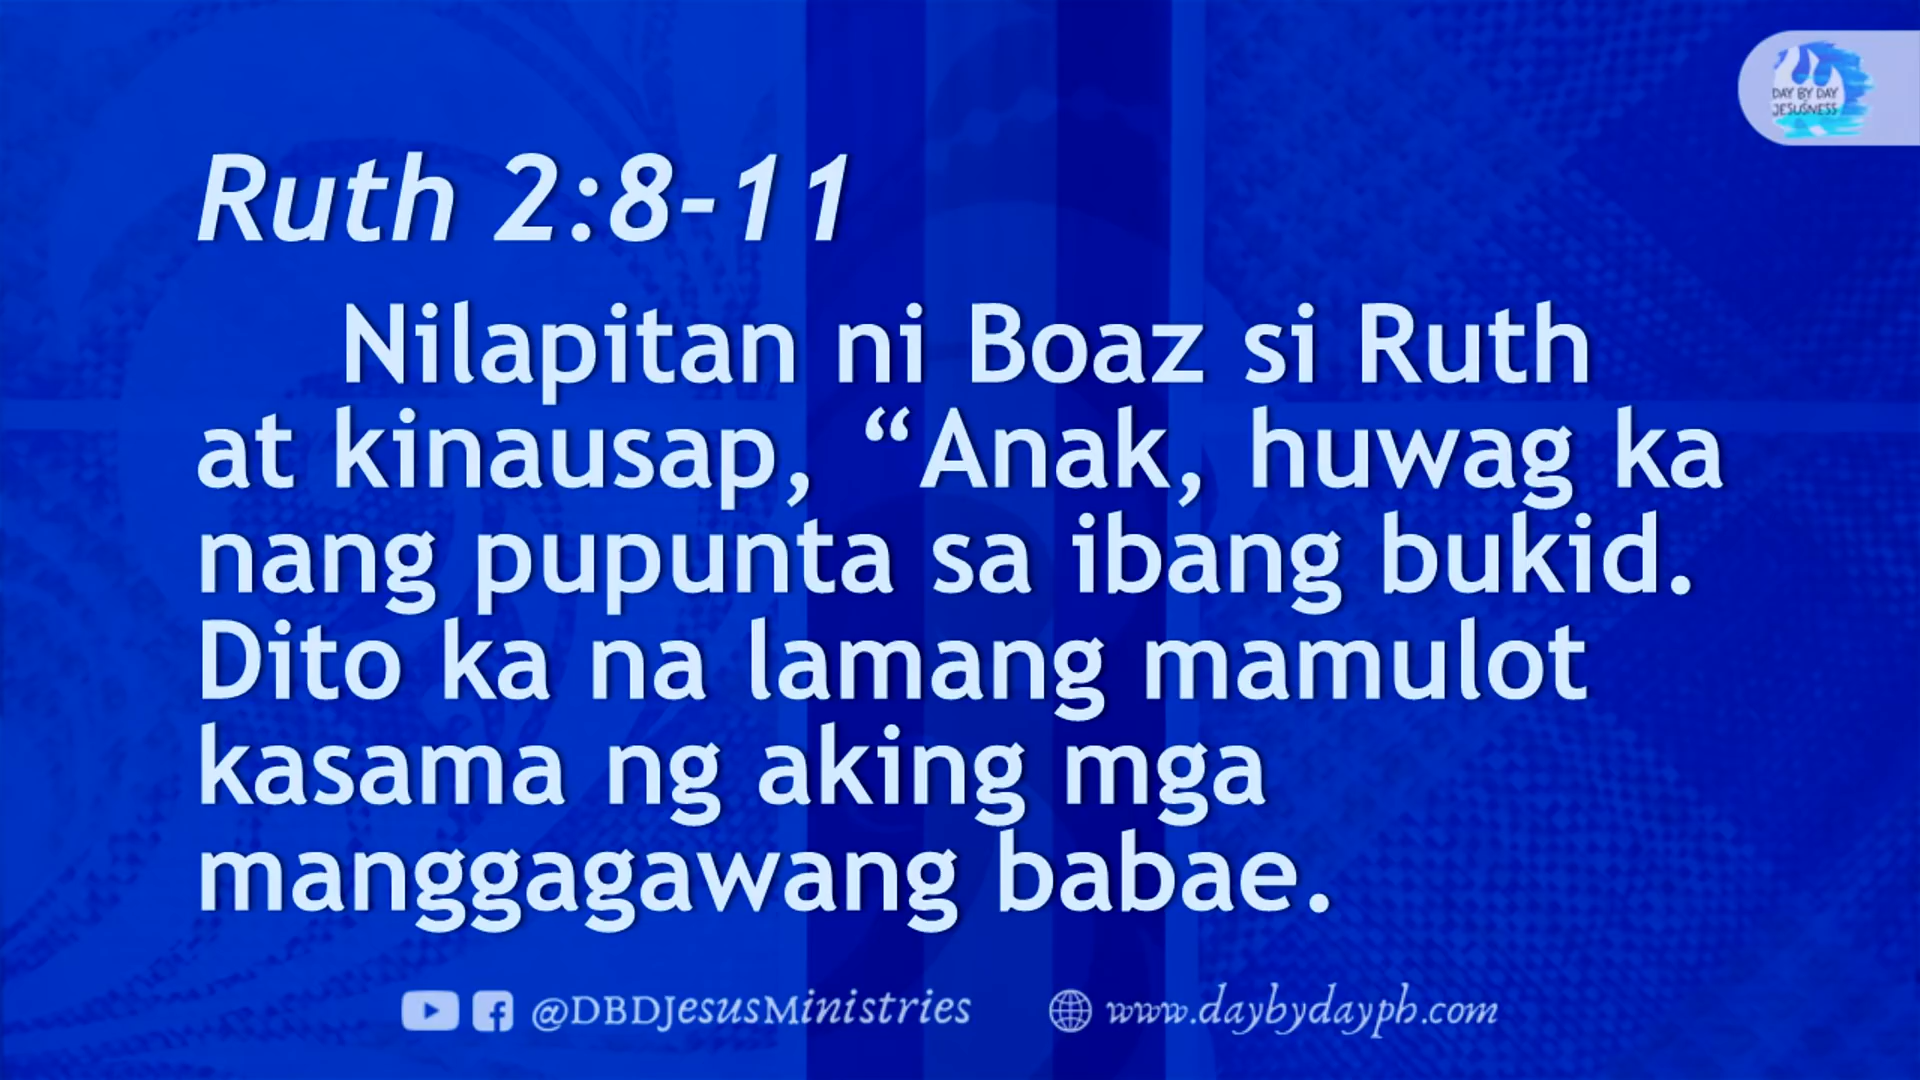 DAY BY DAY
JESUSNESS
Ruth 2:8-11
Nilapitan ni Boaz si Ruth
at kinausap, “Anak, huwag ka
nang pupunta sa ibang bukid.
Dito ka na lamang mamulot
kasama ng aking mga
manggagawang babae.
@DBDJesusMinistries www.daybydayph.com